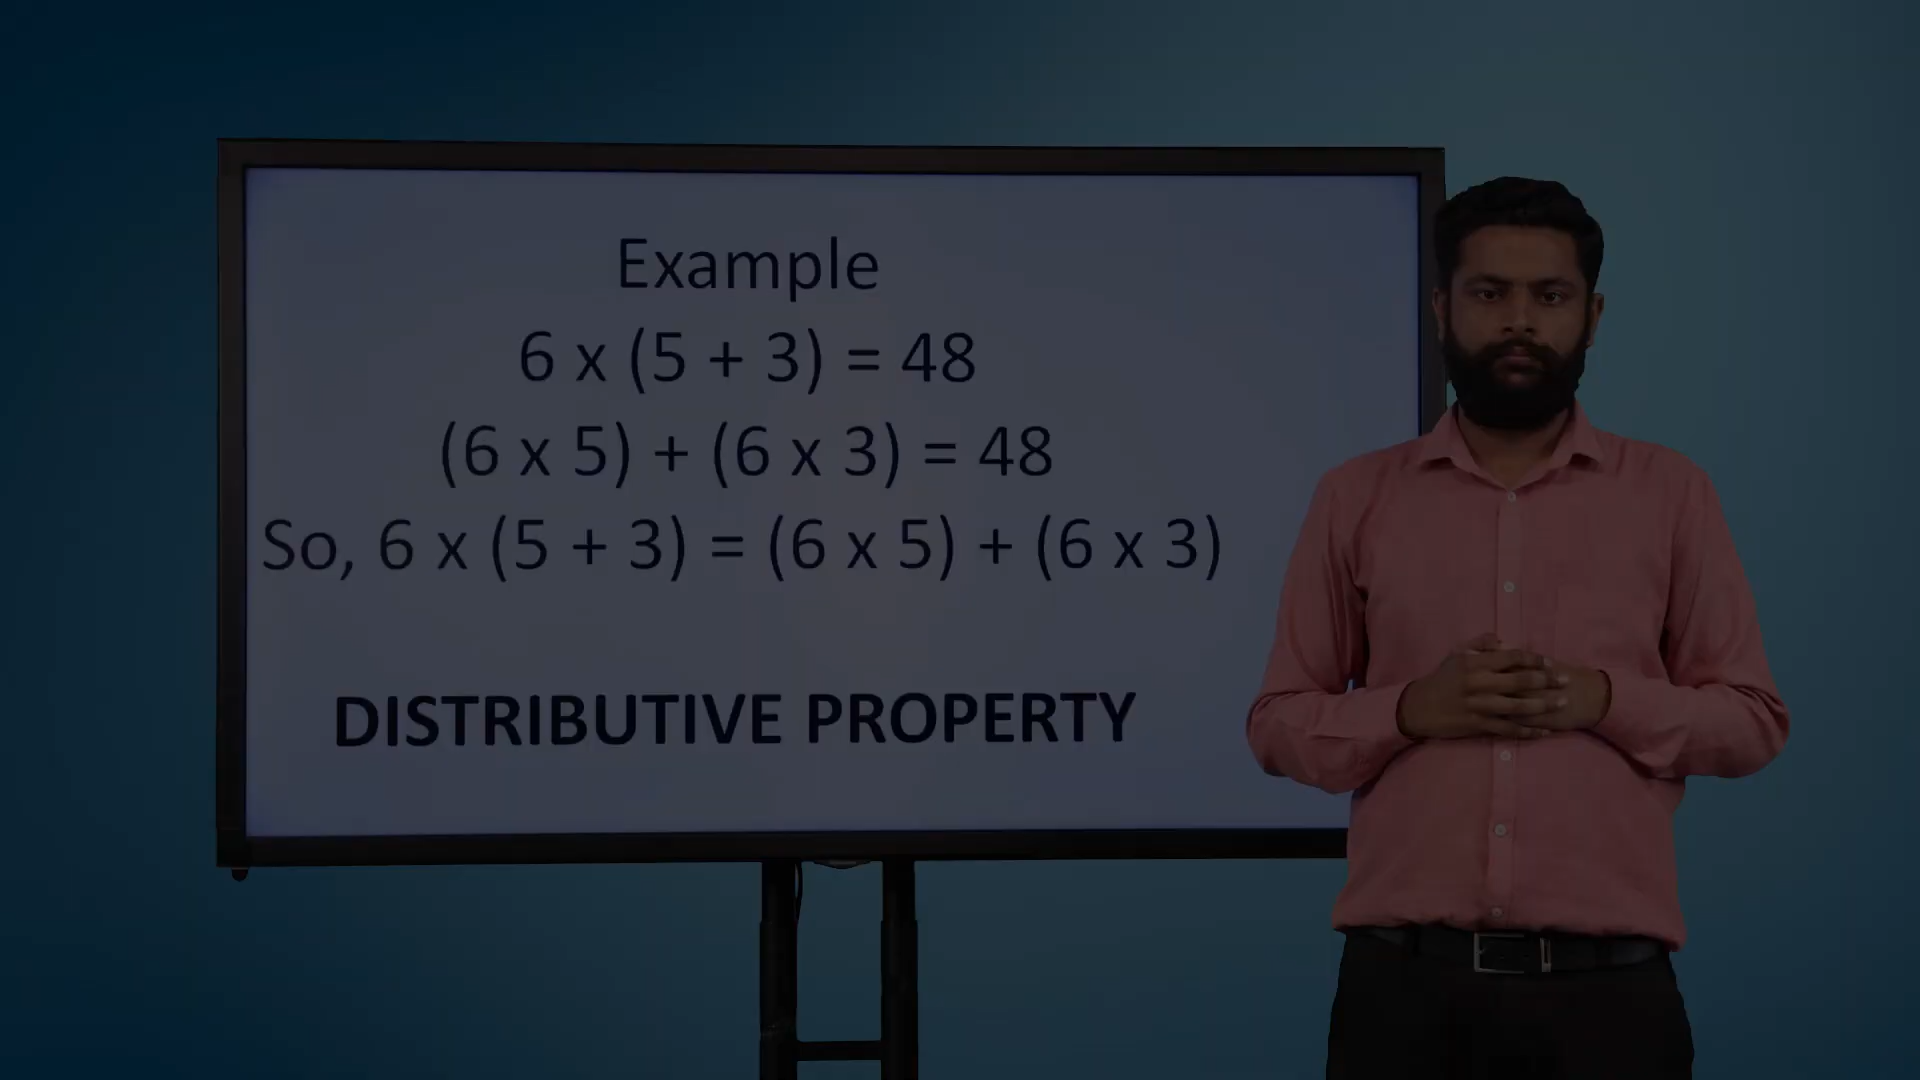 Example
6 x (5 + 3) = 48
(6 x 5) + (6 x 3) = 48
So, 6 x (5 + 3) = (6 x 5) + (6 x 3)
DISTRIBUTIVE PROPERTY